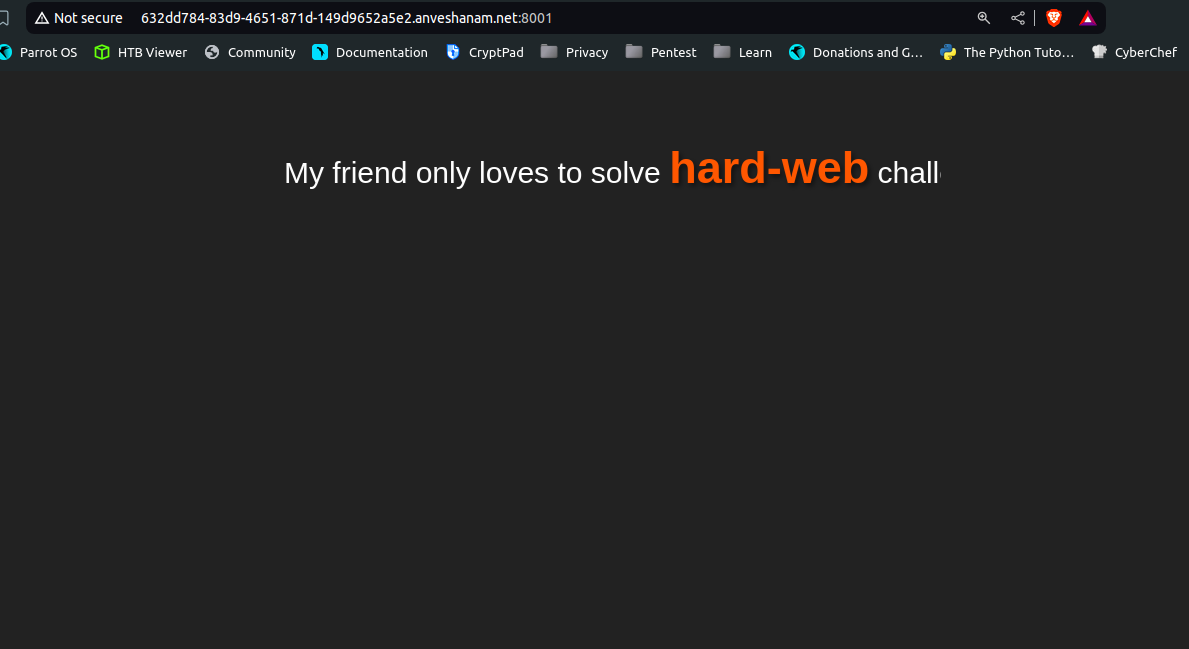 Not secure 632dd784-83d9-4651-871d-149d9652a5e2.anveshanam.net:8001
Parrot OS HTB Viewer Community Documentation CryptPad Privacy Pentest Learn Donations and G... The Python Tuto... CyberChef
My friend only loves to solve hard-web chall